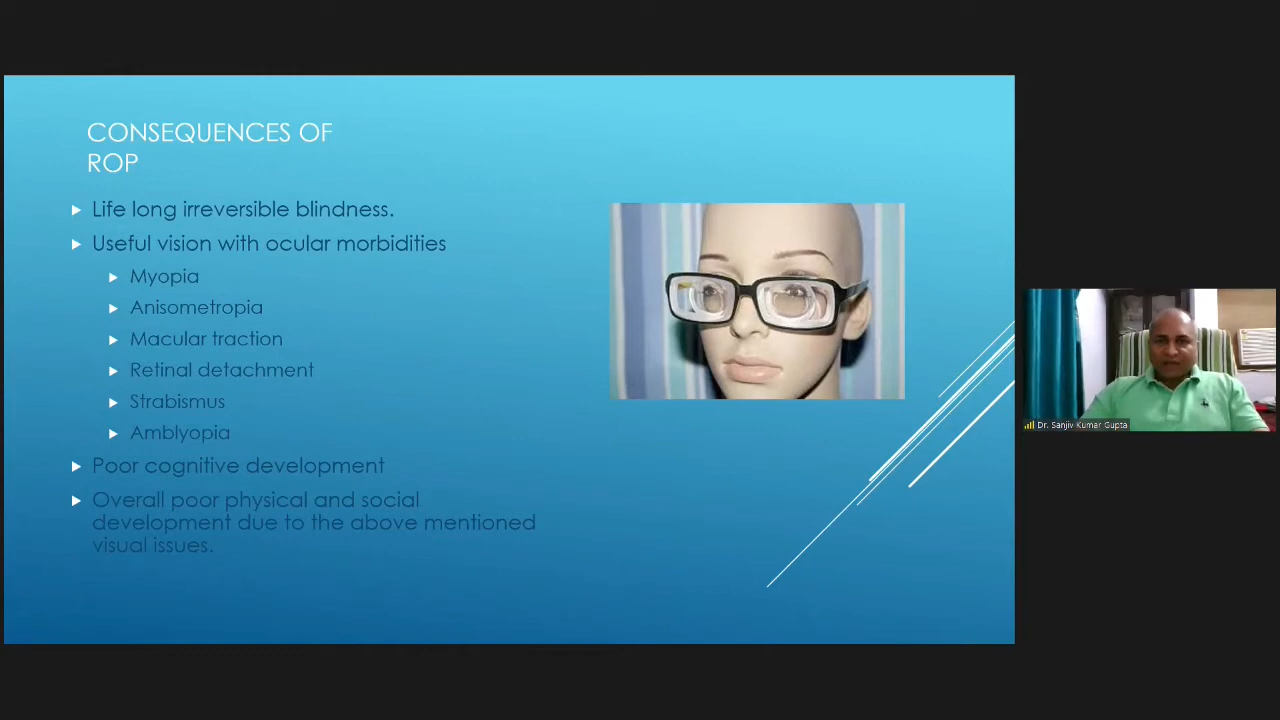 CONSEQUENCES OF
ROP
Life long irreversible blindness.
Useful vision with ocular morbidities
Myopia
Anisometropia
Macular traction
Retinal detachment
Strabismus
Amblyopia
Poor cognitive development
Overall poor physical and social
development due to the above mentioned
visual issues.
Dr. Sanjiv Kumar Gupta